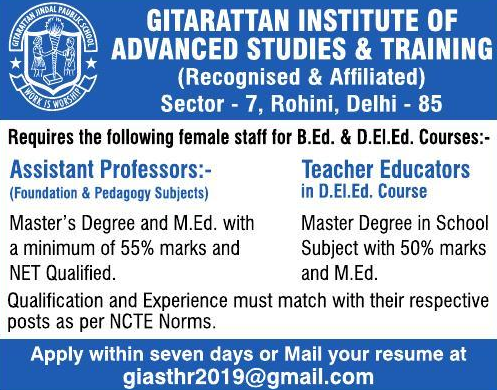 GITARATTAN JINDAL PAUBLIC SCHOOL
WORK IS WORSHIP
GITARATTAN INSTITUTE OF
ADVANCED STUDIES & TRAINING
(Recognised & Affiliated)
Sector - 7, Rohini, Delhi - 85
Requires the following female staff for B.Ed. & D.El.Ed. Courses:-
Assistant Professors:-
(Foundation & Pedagogy Subjects)
Master's Degree and M.Ed. with
a minimum of 55% marks and
NET Qualified.
Teacher Educators
in D.El.Ed. Course
Master Degree in School
Subject with 50% marks
and M.Ed.
Qualification and Experience must match with their respective
posts as per NCTE Norms.
Apply within seven days or Mail your resume at
giasthr2019@gmail.com